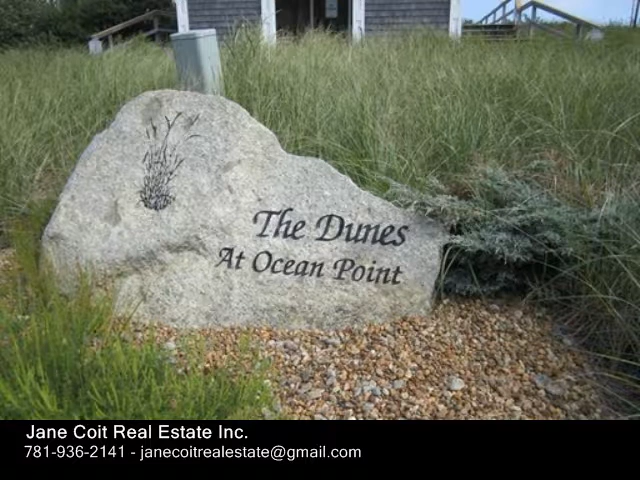 The Dunes
At Ocean Point
Jane Coit Real Estate Inc.
781-936-2141 - janecoitrealestate@gmail.com